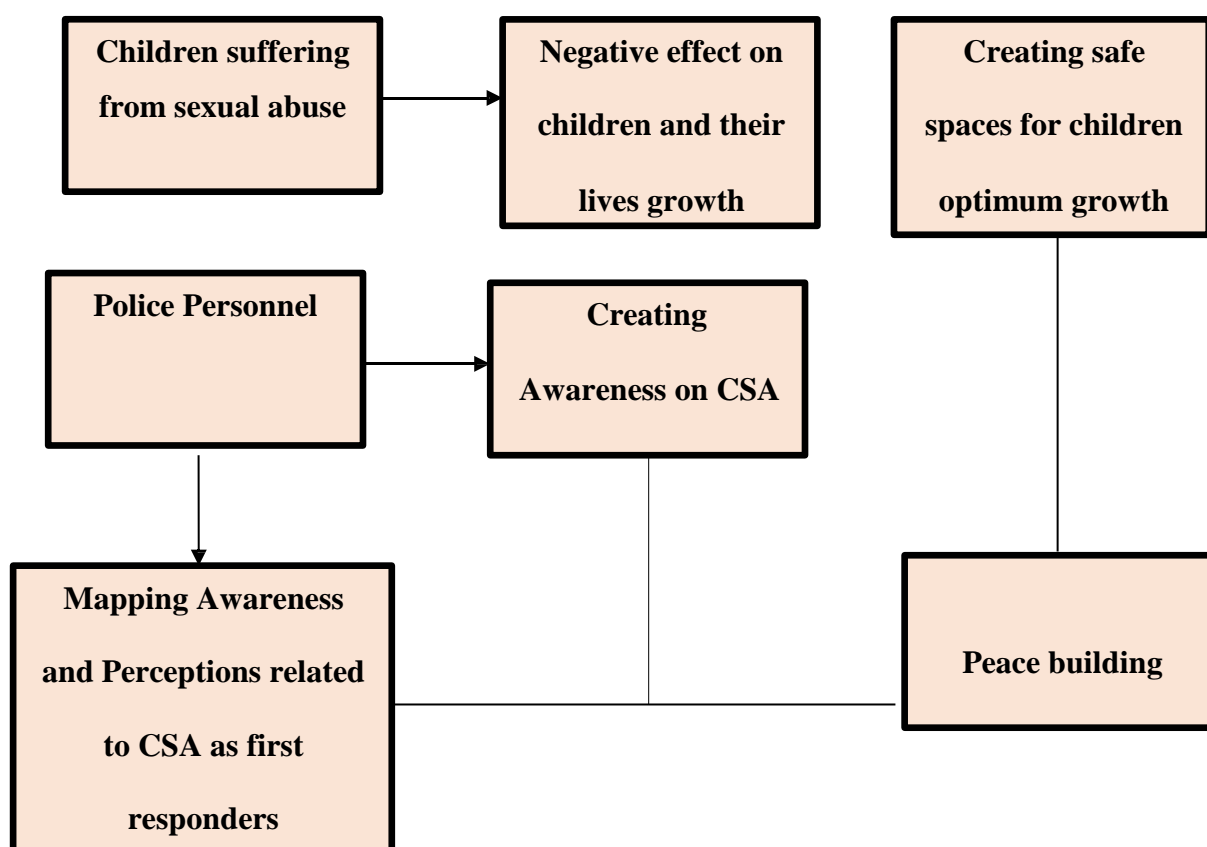 Children suffering
from sexual abuse
Negative effect on
children and their
lives growth
Creating safe
spaces for children
optimum growth
Police Personnel
Creating
Awareness on CSA
Mapping Awareness
and Perceptions related
to CSA as first
responders
Peace building